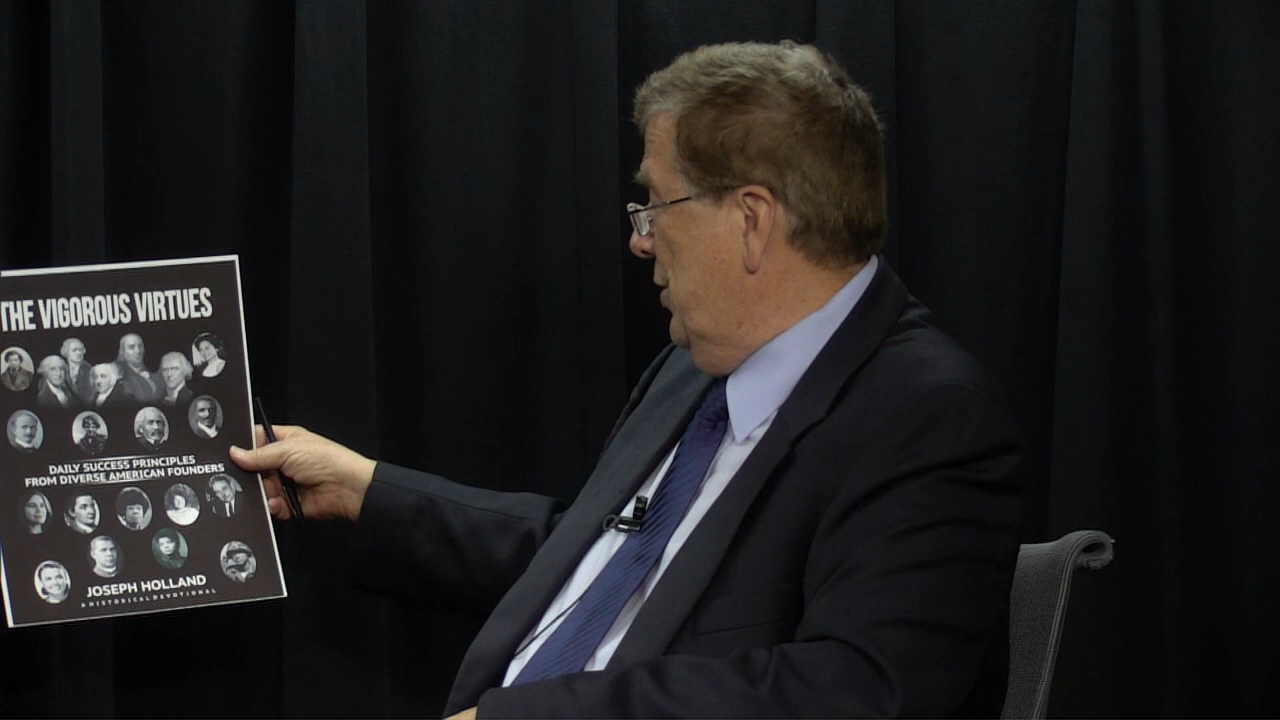 THE VIGOROUS VIRTUES
DAILY SUCCESS PRINCIPLES
FROM DIVERSE AMERICAN FOUNDERS
JOSEPH HOLLAND
A HISTORICAL DEVOTIONAL